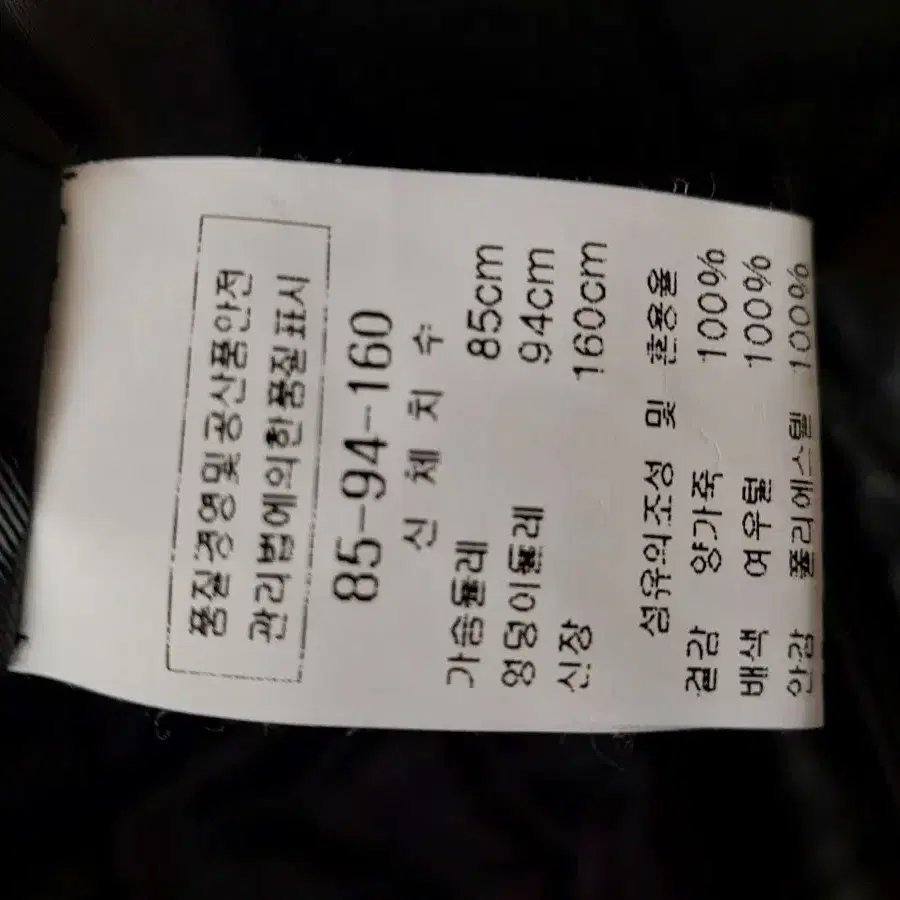 품질경영및공산품안전
관리법에의한품질표시
85-94-160
신 체 치 수
가슴둘레 85cm
엉덩이둘레 94cm
신장 160cm
섬유의조성 및 혼용율
겉감 양가죽 100%
배색 여우털 100%
안감 폴리에스텔 100%